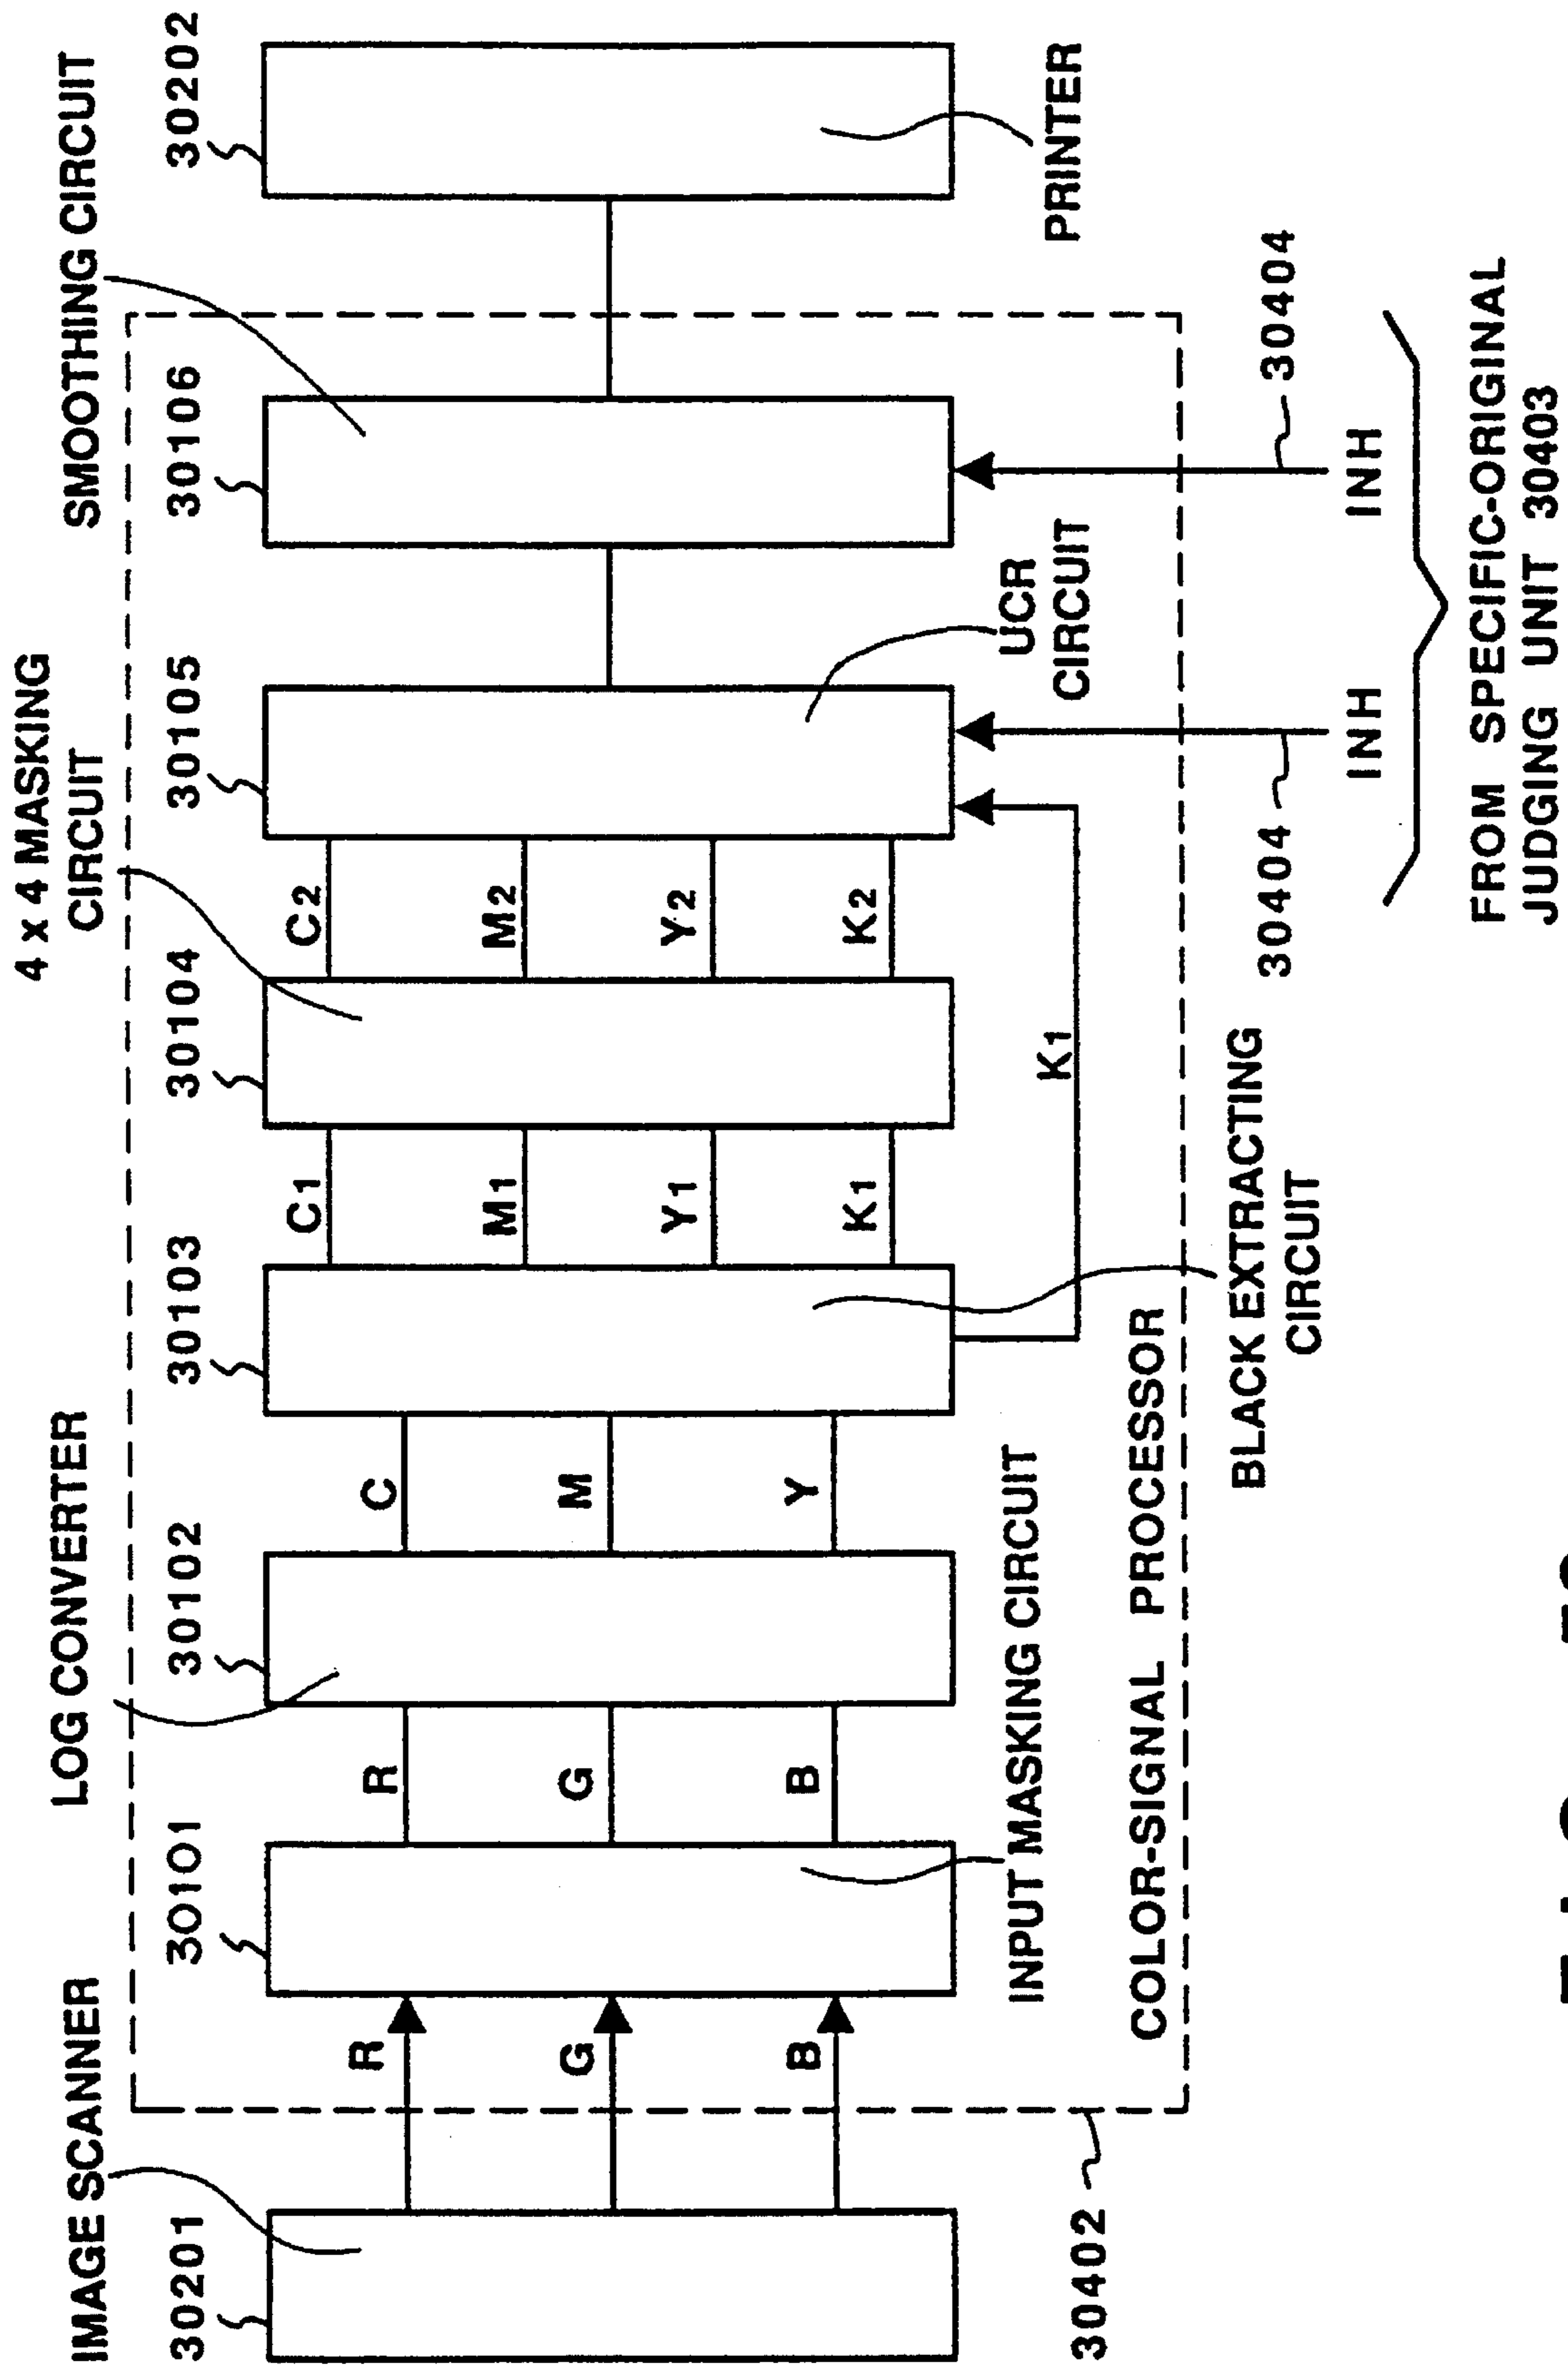 IMAGE SCANNER
30201
R
G
B
30402
30101
INPUT MASKING CIRCUIT
COLOR-SIGNAL PROCESSOR
R
G
B
LOG CONVERTER
30102
C
M
Y
30103
BLACK EXTRACTING
CIRCUIT
C1
M1
Y1
K1
K1
4 x 4 MASKING
CIRCUIT
30104
C2
M2
Y2
K2
30105
UCR
CIRCUIT
30404
INH
SMOOTHING CIRCUIT
30106
30404
INH
FROM SPECIFIC-ORIGINAL
JUDGING UNIT 30403
30202
PRINTER